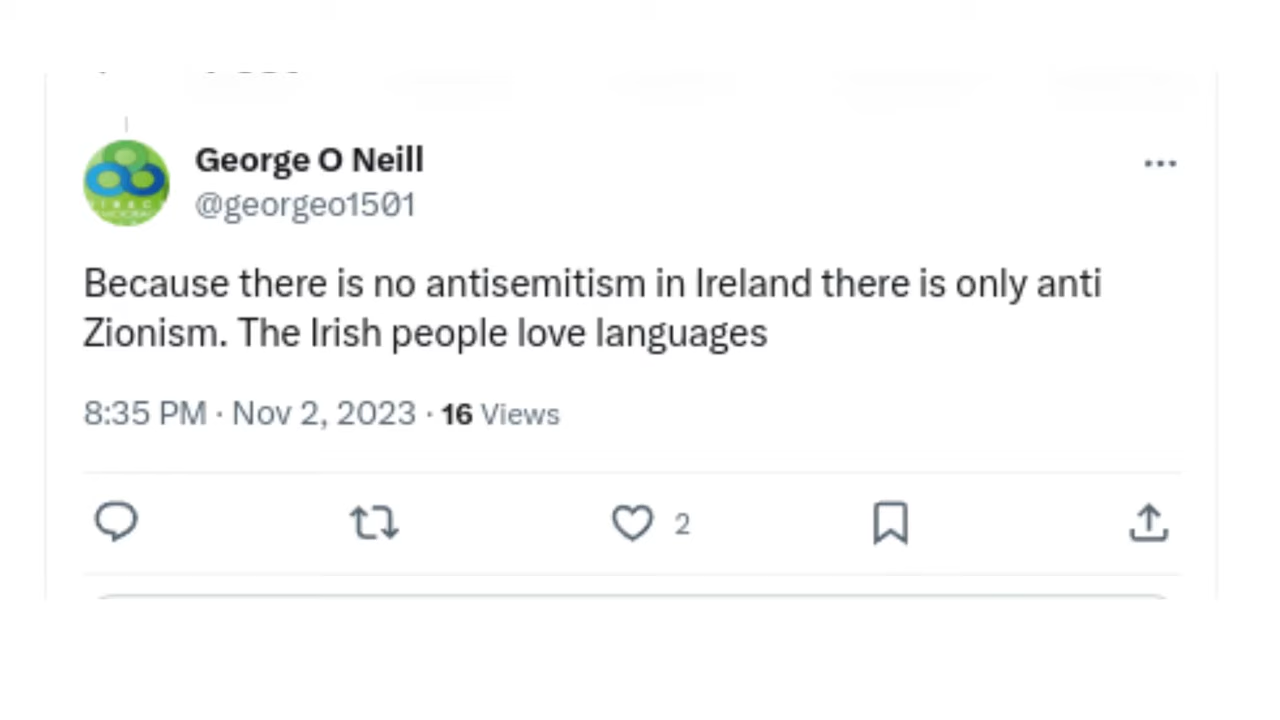 George O Neill
@georgeo1501
Because there is no antisemitism in Ireland there is only anti
Zionism. The Irish people love languages
8:35 PM · Nov 2, 2023 · 16 Views
2